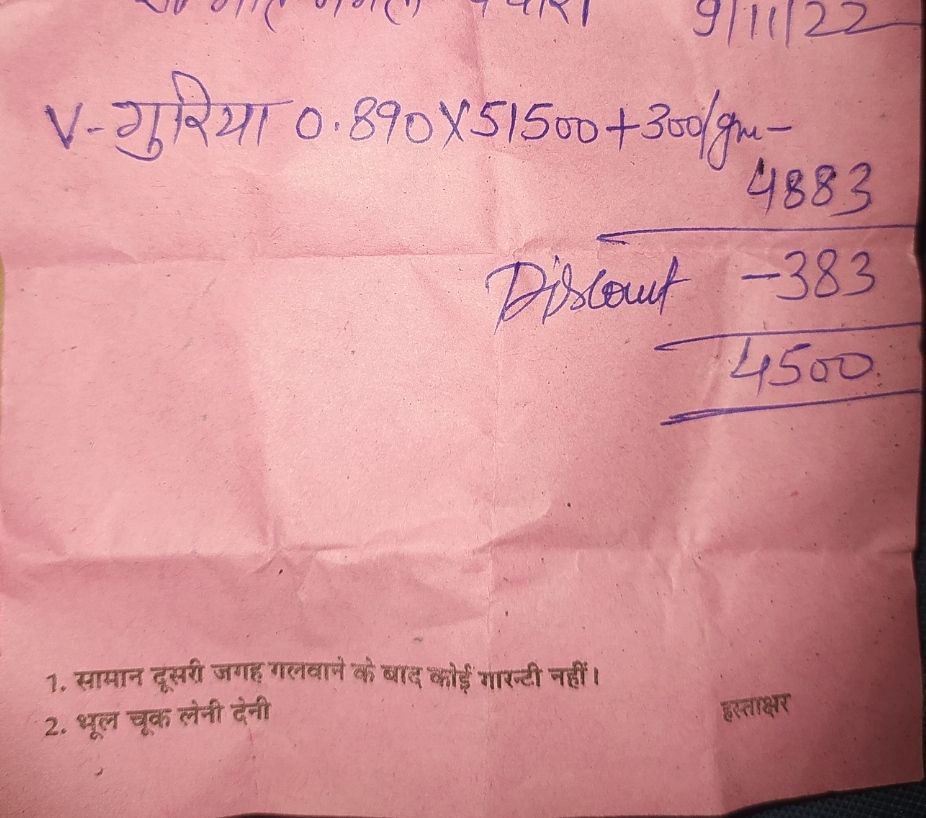 9/11/22
V-गुरिया 0.890X51500+300/gm-
4883
Discount -383
4500
1. सामान दूसरी जगह गलवाने के बाद कोई गारन्टी नहीं।
2. भूल चूक लेनी देनी
हस्ताक्षर